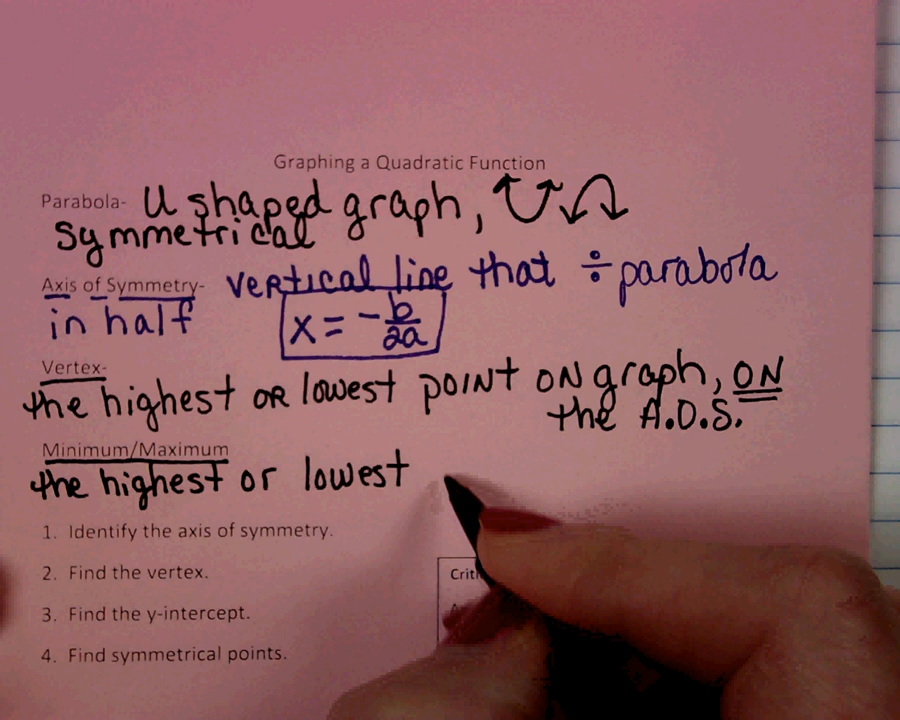 Graphing a Quadratic Function
Parabola- U shaped graph,
symmetrical
Axis of Symmetry- vertical line that ÷ parabola
in half x = -b/2a
Vertex-
the highest OR lowest point ON graph, ON
the A.O.S.
Minimum/Maximum
the highest or lowest
1. Identify the axis of symmetry.
2. Find the vertex.
3. Find the y-intercept.
4. Find symmetrical points.